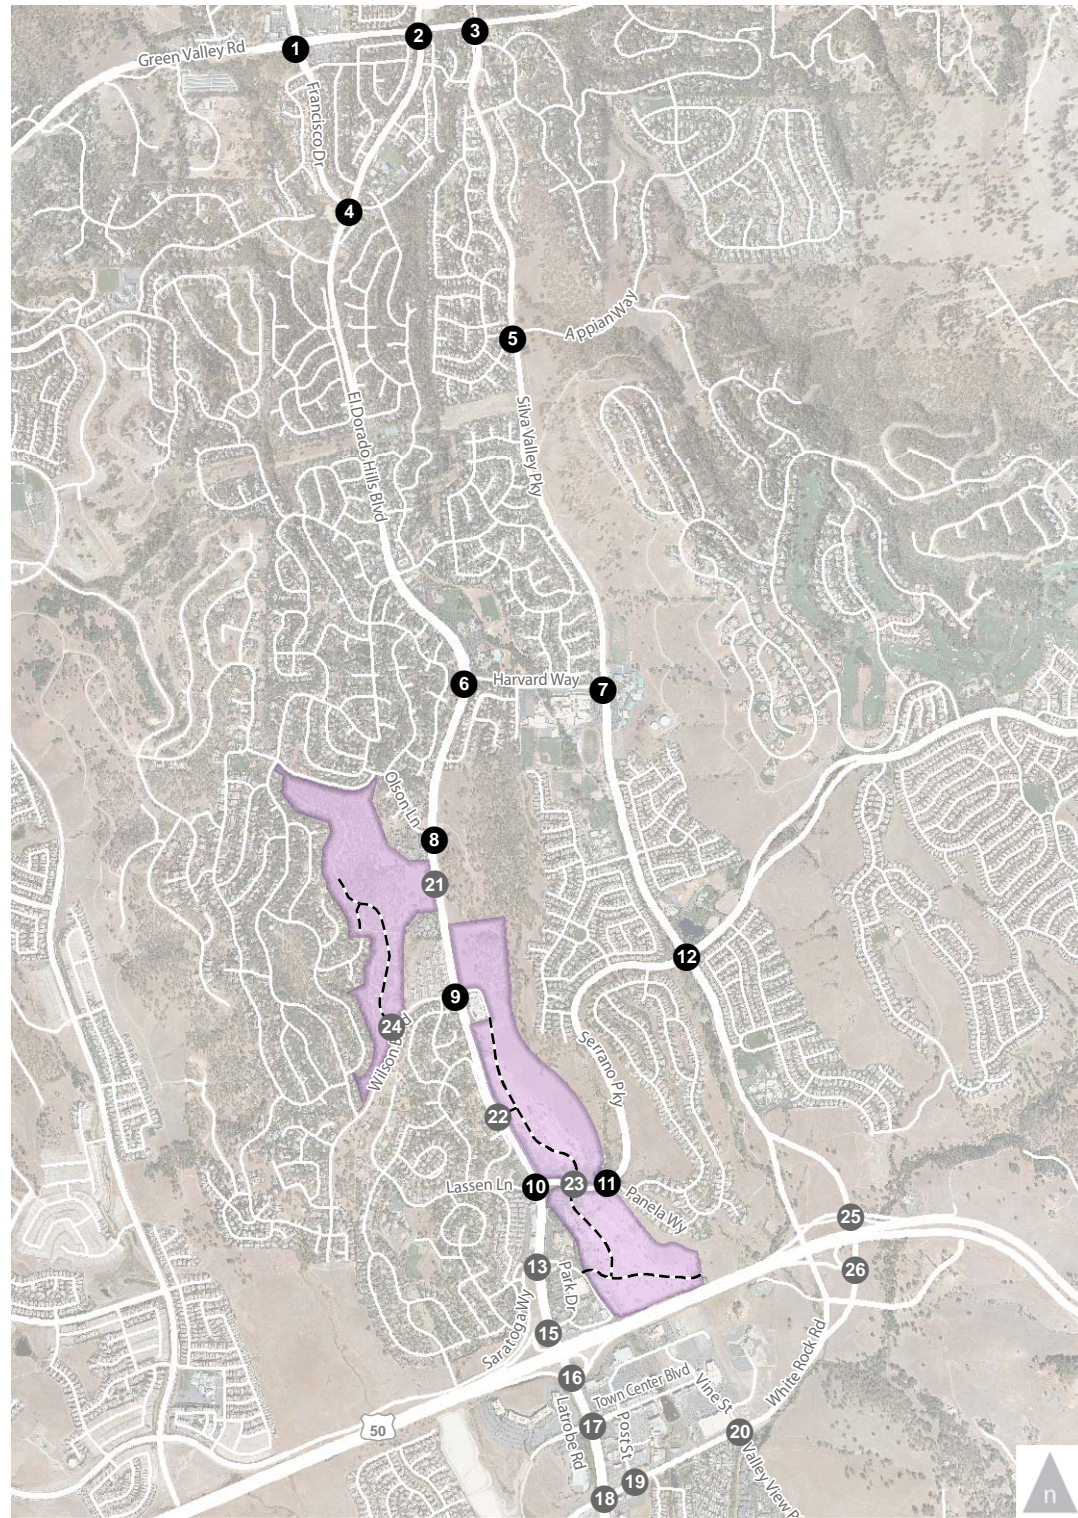 1
2
3
Green Valley Rd
Francisco Dr
4
5
Appian Way
El Dorado Hills Blvd
Silva Valley Pky
6
Harvard Way
7
Olson Ln
8
21
12
9
24
Wilson B
Serrano Pky
22
Lassen Ln
10
23
11
Panela Wy
25
13
Park Dr
26
Saratoga Wy
15
16
Town Center Blvd
Vine St
White Rock Rd
50
Latrobe Rd
17
Post St
20
Valley View P
19
18
n